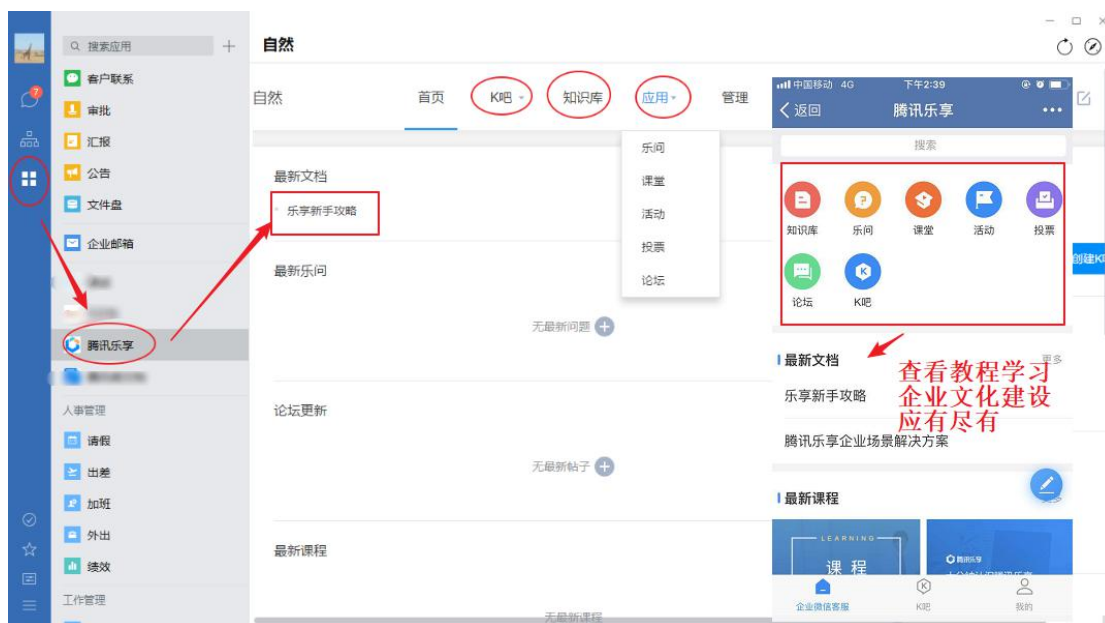 7
搜索应用
客户联系
审批
汇报
公告
文件盘
企业邮箱
腾讯乐享
人事管理
请假
出差
加班
外出
绩效
工作管理
自然
自然
首页 K吧 知识库 应用 管理
乐问
课堂
活动
投票
论坛
最新文档
乐享新手攻略
最新乐问
无最新问题
论坛更新
无最新帖子
最新课程
无最新课程
创建K
中国移动 4G 下午2:39
返回 腾讯乐享
搜索
知识库 乐问 课堂 活动 投票
论坛 K吧
最新文档 更多
乐享新手攻略
腾讯乐享企业场景解决方案
查看教程学习
企业文化建设
应有尽有
最新课程
LEARNING
课 程
腾讯乐享
企业微信客服 K吧 我的